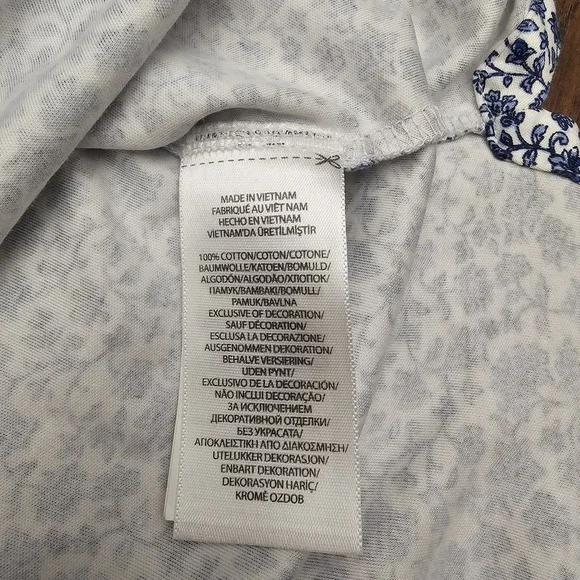 MADE IN VIETNAM
FABRIQUÉ AU VIÊT NAM
HECHO EN VIETNAM
VIETNAM'DA ÜRETİLMİŞTİR
100% COTTON/COTON/COTONE/
BAUMWOLLE/KATOEN/BOMULD/
ALGODÓN/ALGODÃO/ХЛОПОК/
ПАМУК/ΒΑΜΒΑΚΙ/BOMULL/
PAMUK/BAVLNA
EXCLUSIVE OF DECORATION/
SAUF DÉCORATION/
ESCLUSA LA DECORAZIONE/
AUSGENOMMEN DEKORATION/
BEHALVE VERSIERING/
UDEN PYNT/
EXCLUSIVO DE LA DECORACIÓN/
NÃO INCLUI DECORAÇÃO/
ЗА ИСКЛЮЧЕНИЕМ
ДЕКОРАТИВНОЙ ОТДЕЛКИ/
БЕЗ УКРАСАТА/
ΑΠΟΚΛΕΙΣΤΙΚΗ ΑΠΟ ΔΙΑΚΟΣΜΗΣΗ/
UTELUKKER DEKORASJON/
ENBART DEKORATION/
DEKORASYON HARİÇ/
KROMĚ OZDOB